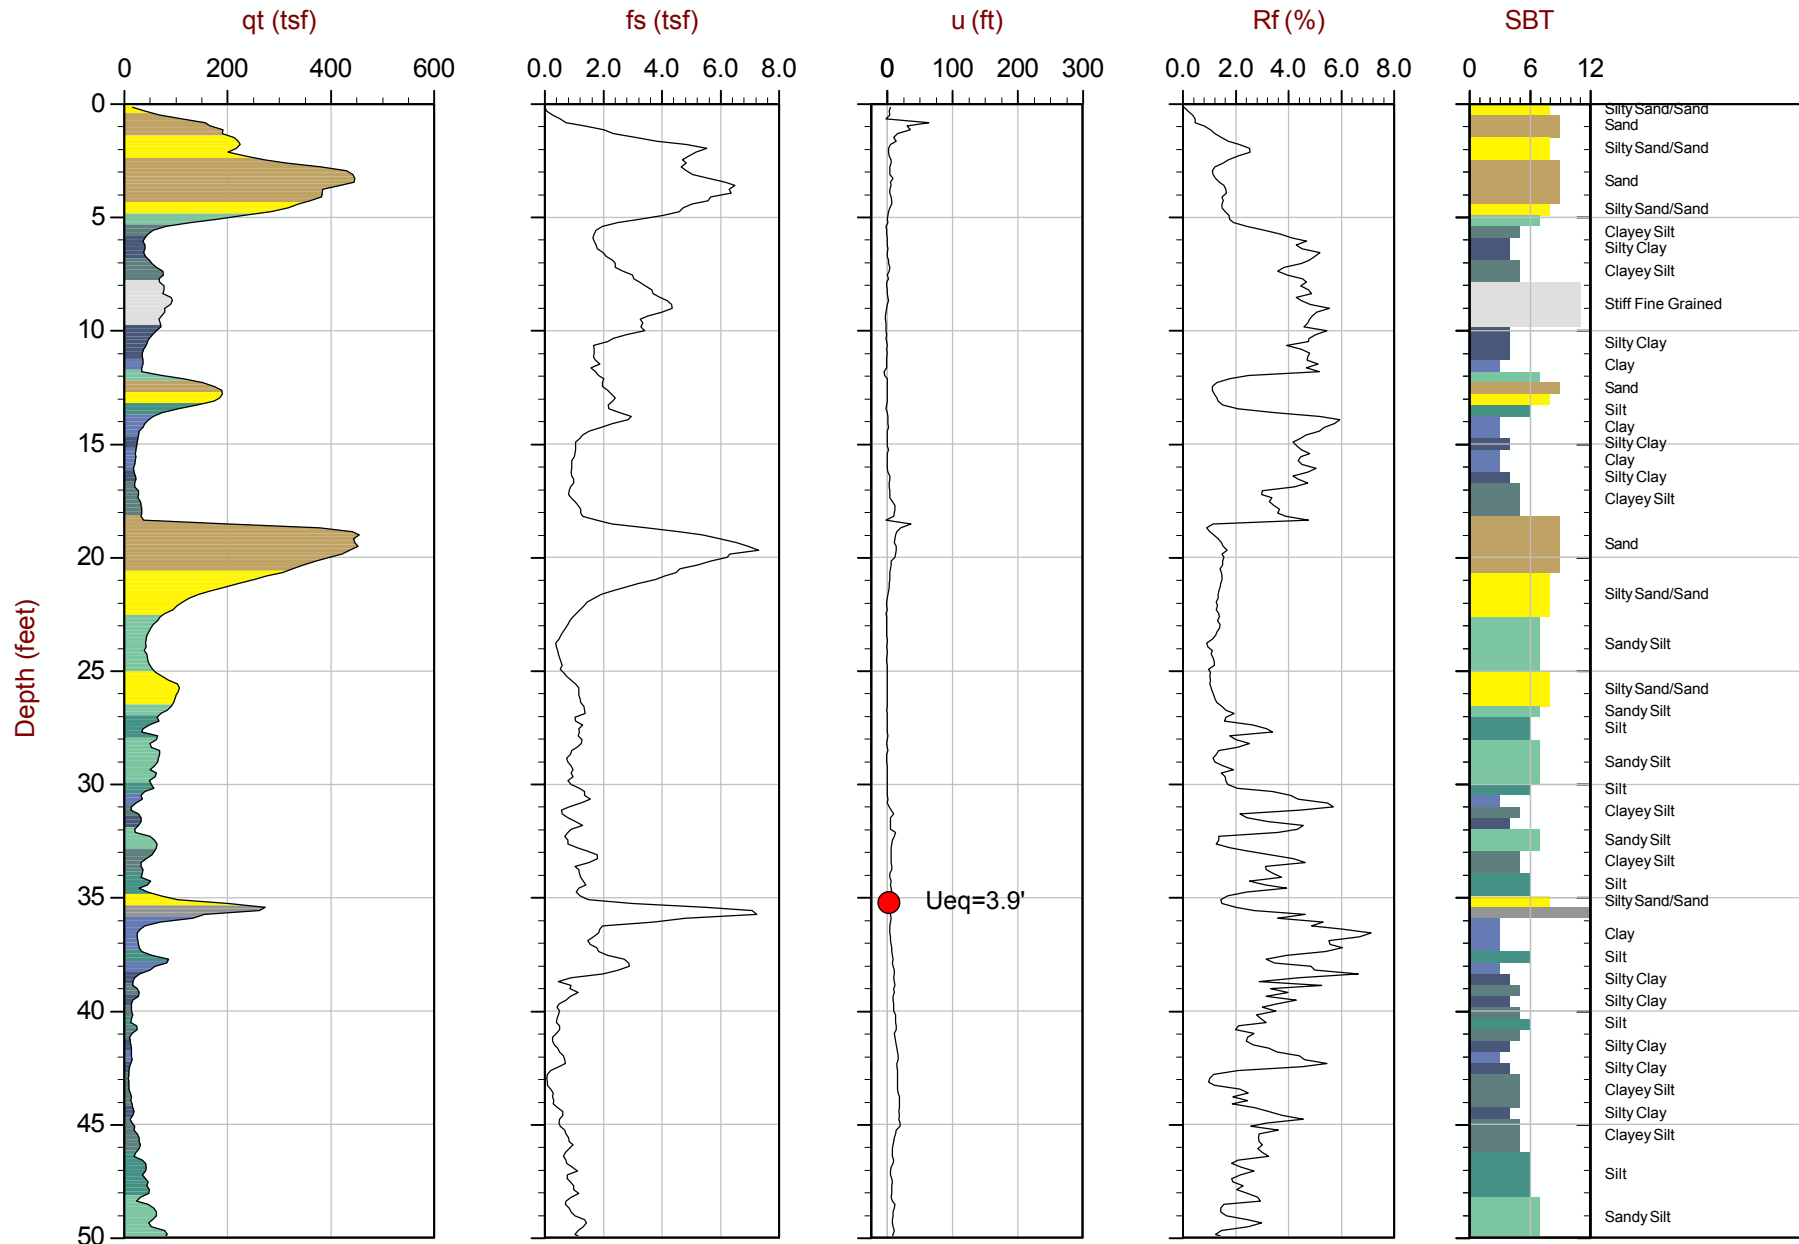 qt (tsf) fs (tsf) u (ft) Rf (%) SBT
0 200 400 600 0.0 2.0 4.0 6.0 8.0 0 100 200 300 0.0 2.0 4.0 6.0 8.0 0 6 12
0
5
10
15
20
25
30
35
40
45
50
Depth (feet)
Ueq=3.9'
Silty Sand/Sand
Sand
Silty Sand/Sand
Sand
Silty Sand/Sand
Clayey Silt
Silty Clay
Clayey Silt
Stiff Fine Grained
Silty Clay
Clay
Sand
Silt
Clay
Silty Clay
Clay
Silty Clay
Clayey Silt
Sand
Silty Sand/Sand
Sandy Silt
Silty Sand/Sand
Sandy Silt
Silt
Sandy Silt
Silt
Clayey Silt
Sandy Silt
Clayey Silt
Silt
Silty Sand/Sand
Clay
Silt
Silty Clay
Silty Clay
Silt
Silty Clay
Silty Clay
Clayey Silt
Silty Clay
Clayey Silt
Silt
Sandy Silt